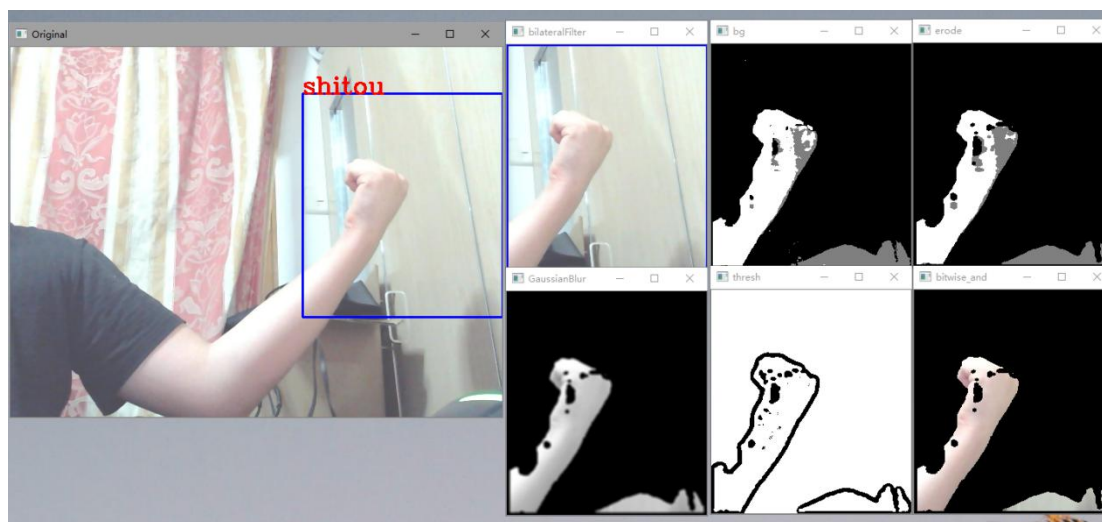 Original
bilateralFilter
bg
erode
shitou
GaussianBlur
thresh
bitwise_and